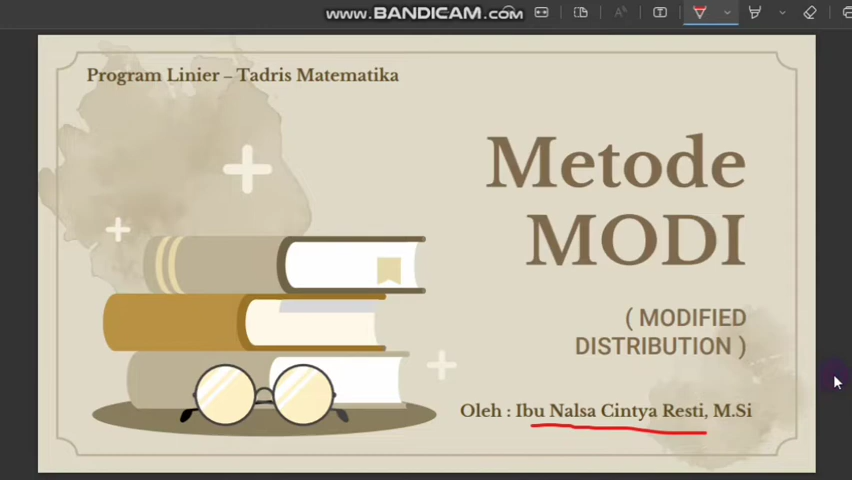 www.BANDICAM.com
Program Linier – Tadris Matematika
Metode
MODI
( MODIFIED
DISTRIBUTION )
Oleh : Ibu Nalsa Cintya Resti, M.Si